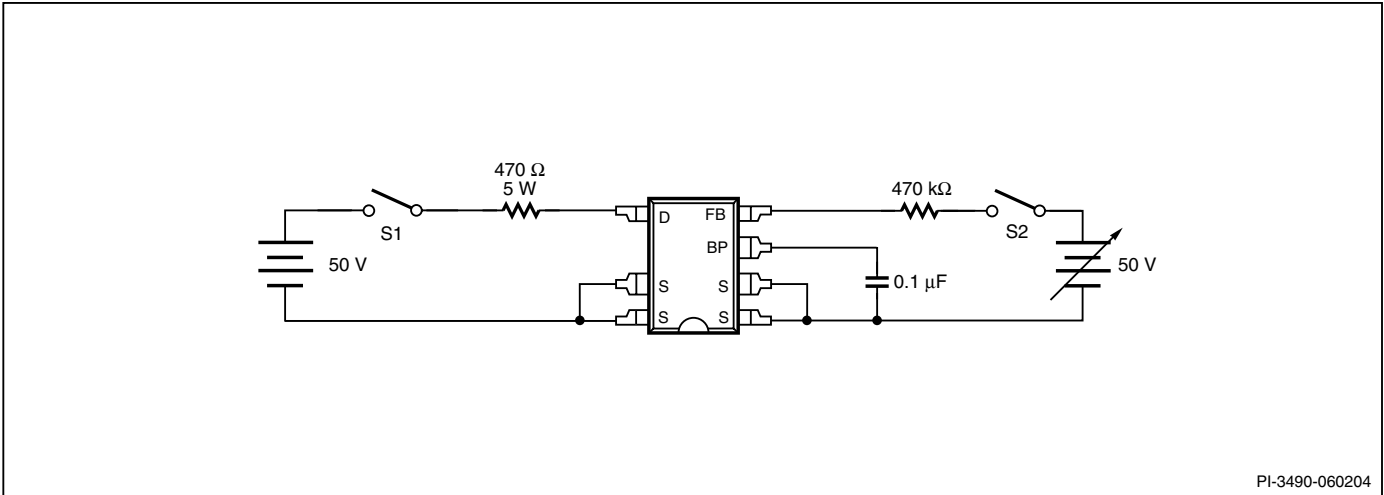 470 Ω
5 W
470 kΩ
S1
S2
D
FB
BP
50 V
50 V
S
S
0.1 μF
S
S
PI-3490-060204